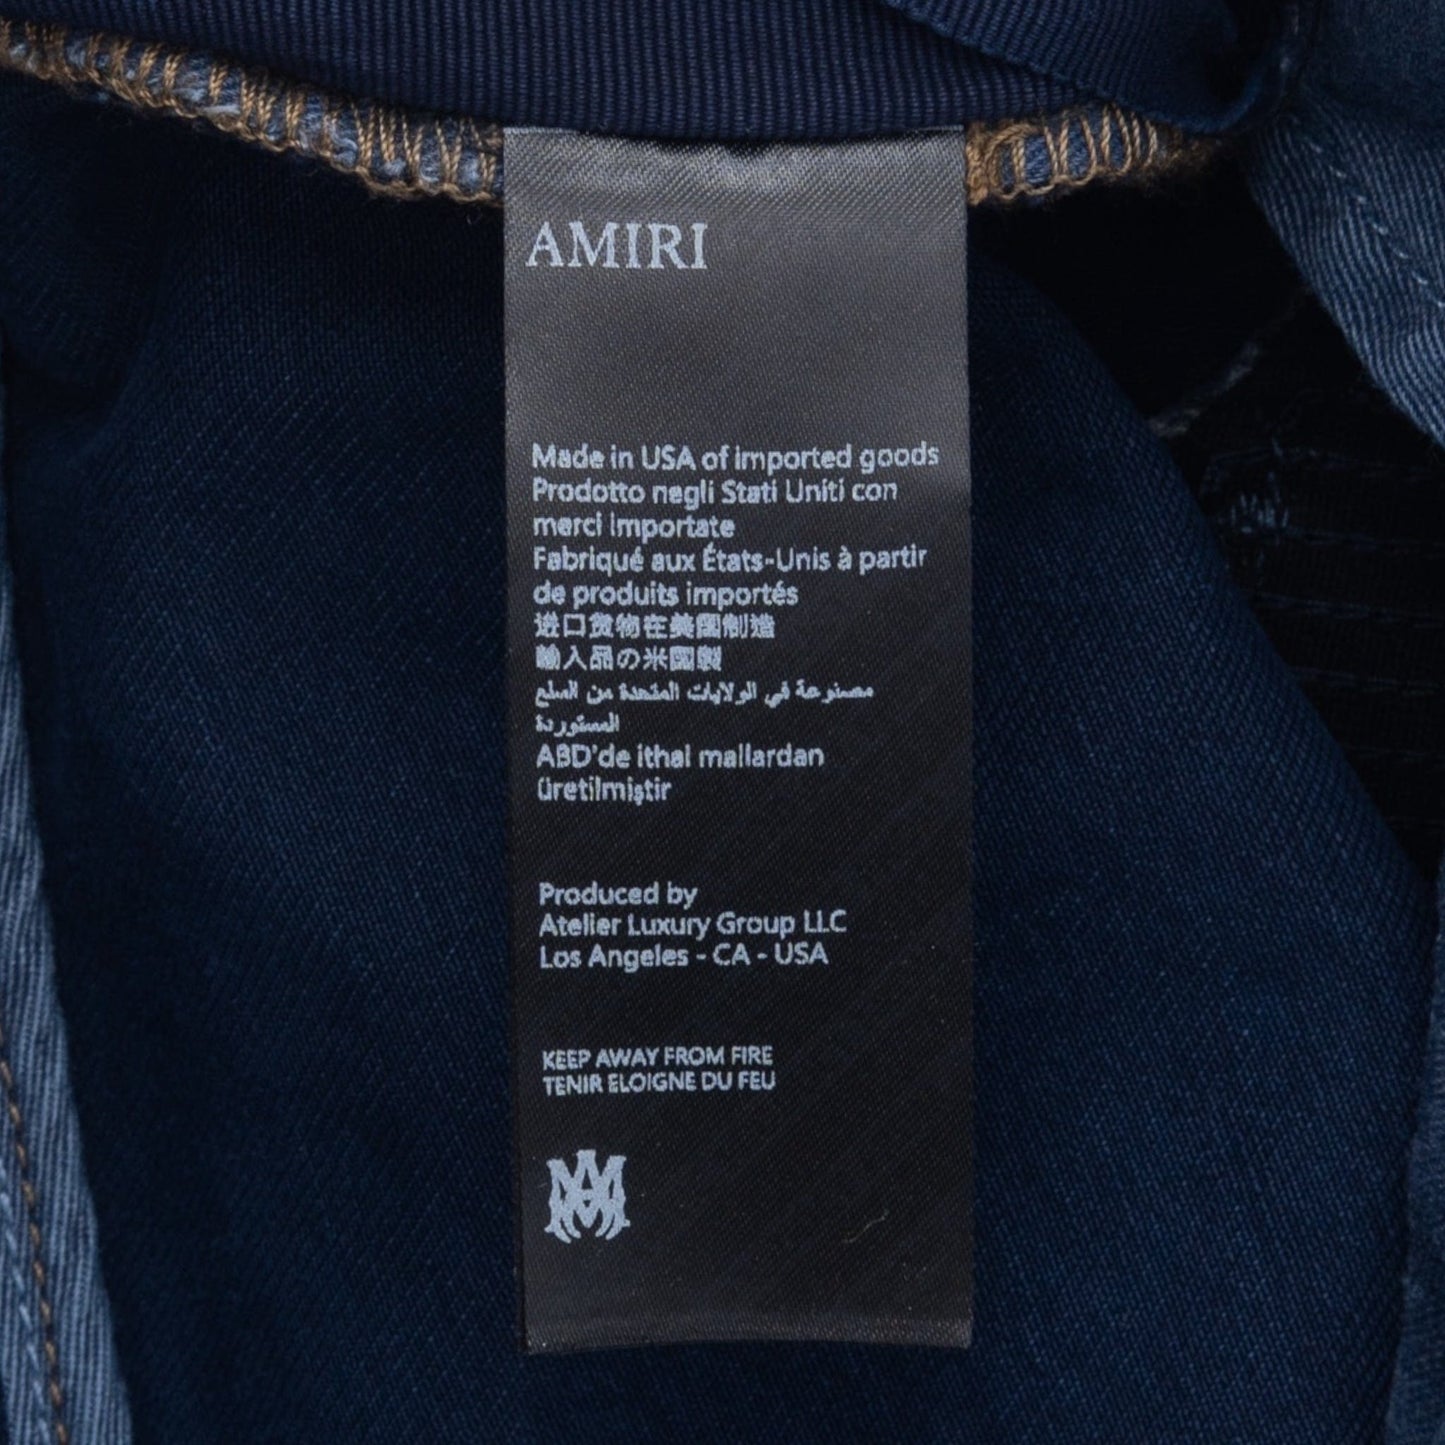 AMIRI
Made in USA of imported goods
Prodotto negli Stati Uniti con
merci importate
Fabriqué aux États-Unis à partir
de produits importés
进口货物在美国制造
輸入品の米國製
مصنوعة في الولايات المتحدة من السلع
المستوردة
ABD'de ithal mallardan
üretilmiştir
Produced by
Atelier Luxury Group LLC
Los Angeles - CA - USA
KEEP AWAY FROM FIRE
TENIR ELOIGNE DU FEU